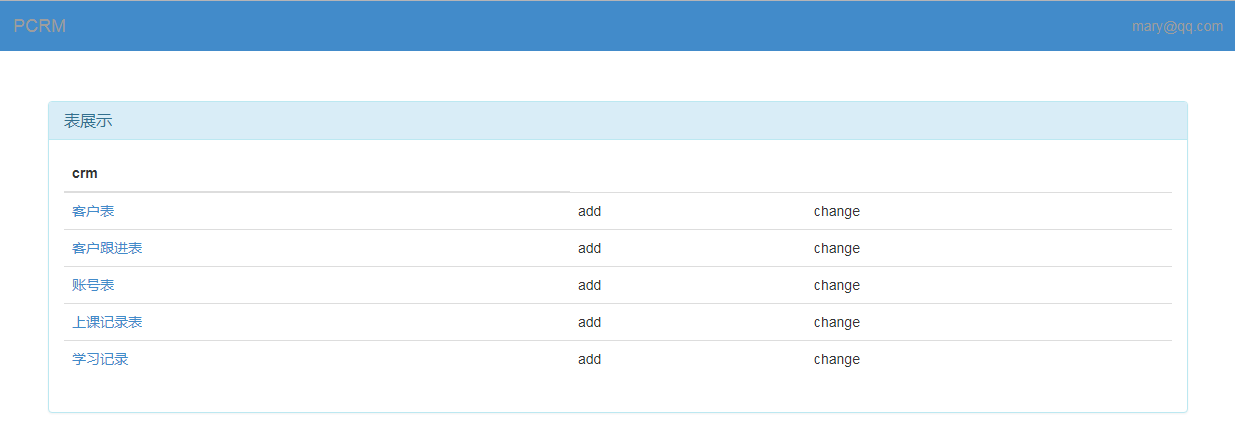 PCRM mary@qq.com
表展示
crm
客户表 add change
客户跟进表 add change
账号表 add change
上课记录表 add change
学习记录 add change